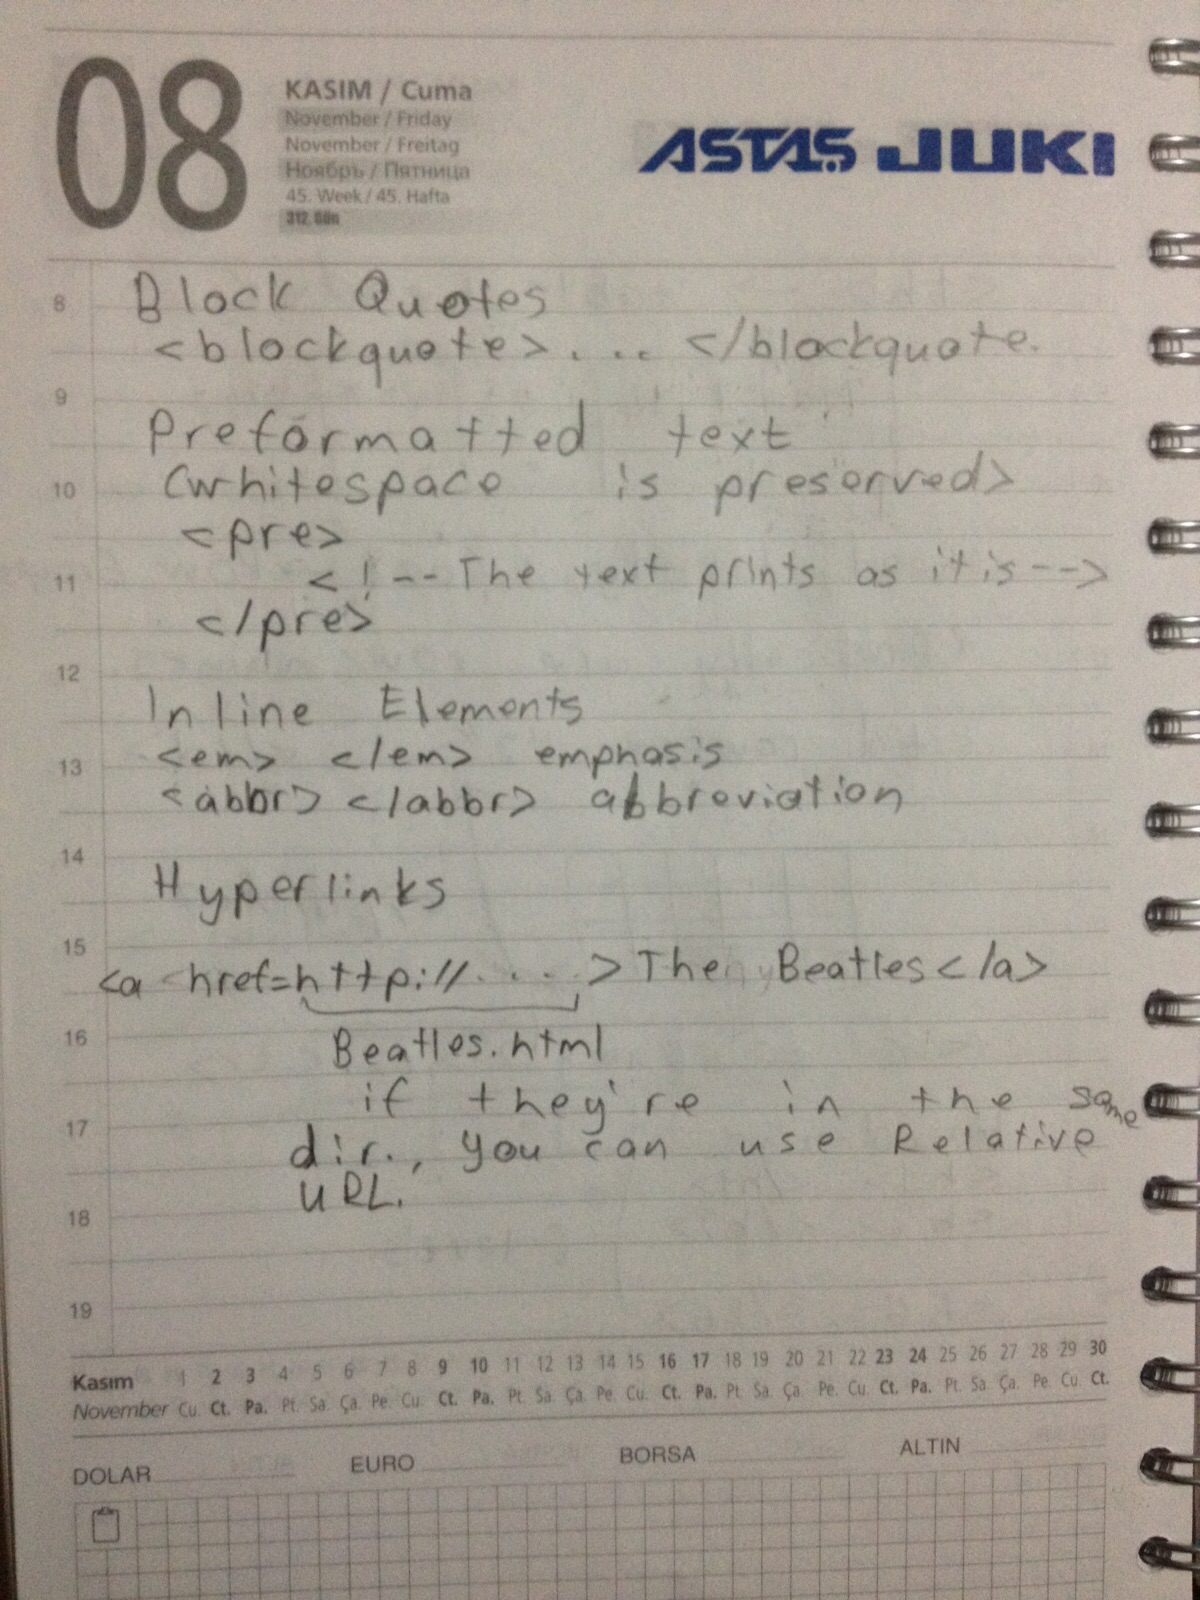 08
KASIM / Cuma
November / Friday
November / Freitag
Ноябрь / Пятница
45. Week / 45. Hafta
312. Gün
ASTAŞ JUKI
8 Block Quotes
<blockquote>.... </blockquote.
9
Preformatted text
10 (whitespace is preserved>
<pre>
11 <!-- The text prints as it is -->
</pre>
12
Inline Elements
13 <em> </em> emphasis
<abbr> </abbr> abbreviation
14
Hyperlinks
15
<a href=http://.....> The Beatles</a>
16 Beatles.html
if they're in the same
17 dir., you can use Relative
URL.
18
19
Kasım 1 2 3 4 5 6 7 8 9 10 11 12 13 14 15 16 17 18 19 20 21 22 23 24 25 26 27 28 29 30
November Cu. Ct. Pa. Pt. Sa. Ça. Pe. Cu. Ct. Pa. Pt. Sa. Ça. Pe. Cu. Ct. Pa. Pt. Sa. Ça. Pe. Cu. Ct. Pa. Pt. Sa. Ça. Pe. Cu. Ct.
DOLAR EURO BORSA ALTIN